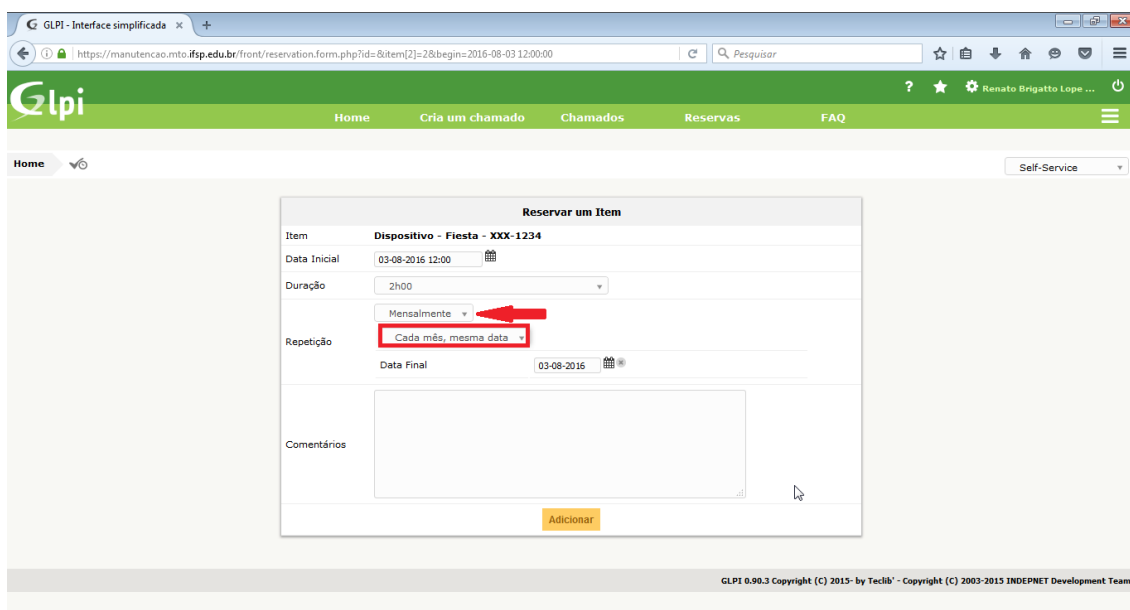 GLPI - Interface simplificada × +
https://manutencao.mto.ifsp.edu.br/front/reservation.form.php?id=&item[2]=2&begin=2016-08-03 12:00:00
Pesquisar
Glpi
? Renato Brigatto Lope ...
Home Cria um chamado Chamados Reservas FAQ
Home
Self-Service
Reservar um Item
Item Dispositivo - Fiesta - XXX-1234
Data Inicial 03-08-2016 12:00
Duração 2h00
Mensalmente
Repetição Cada mês, mesma data
Data Final 03-08-2016
Comentários
Adicionar
GLPI 0.90.3 Copyright (C) 2015- by Teclib' - Copyright (C) 2003-2015 INDEPNET Development Team